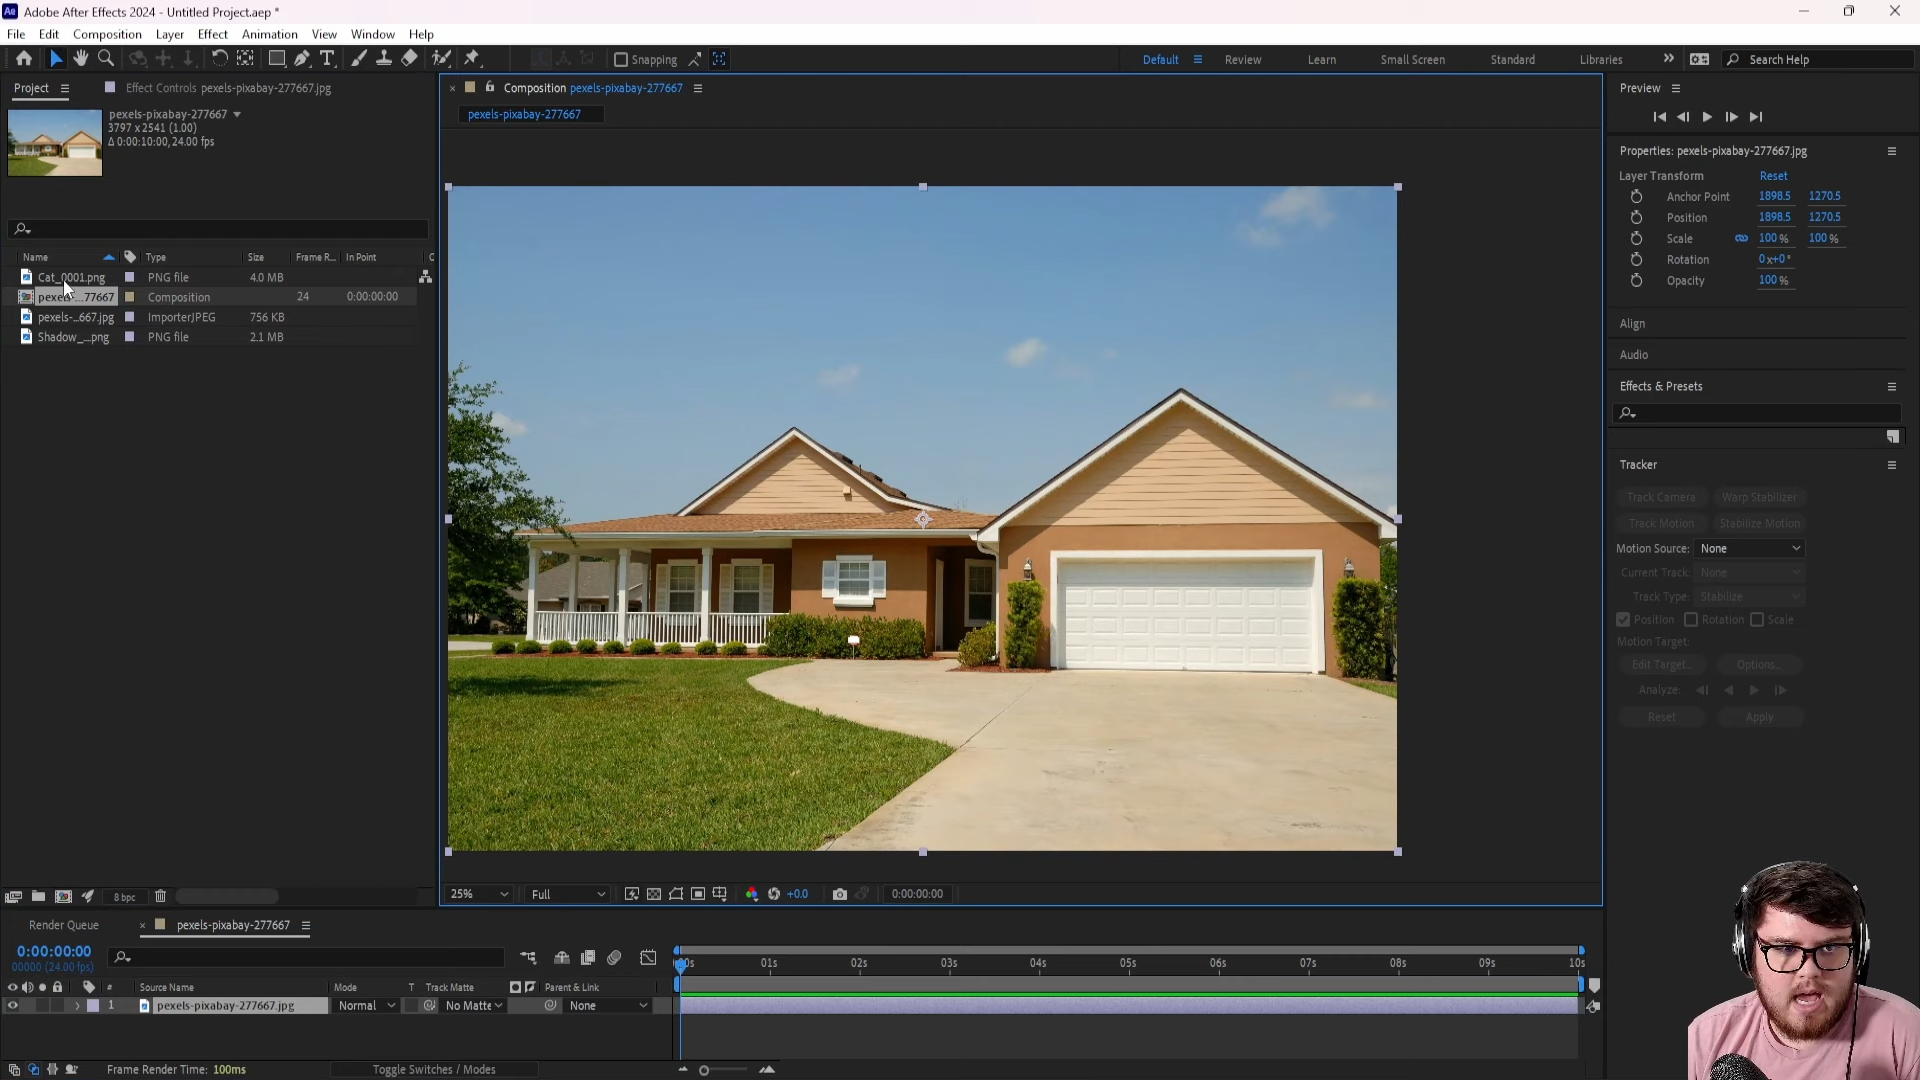 Ae Adobe After Effects 2024 - Untitled Project.aep *
File Edit Composition Layer Effect Animation View Window Help
Snapping
Default Review Learn Small Screen Standard Libraries Search Help
Project Effect Controls pexels-pixabay-277667.jpg
pexels-pixabay-277667
3797 x 2541 (1.00)
Δ 0:00:10:00, 24.00 fps
Name Type Size Frame R... In Point
Cat_0001.png PNG file 4.0 MB
pexels-...77667 Composition 24 0:00:00:00
pexels-...667.jpg ImporterJPEG 756 KB
Shadow_...png PNG file 2.1 MB
8 bpc
Composition pexels-pixabay-277667
pexels-pixabay-277667
25% Full +0.0 0:00:00:00
Preview
Properties: pexels-pixabay-277667.jpg
Layer Transform Reset
Anchor Point 1898.5 1270.5
Position 1898.5 1270.5
Scale 100 % 100 %
Rotation 0x+0°
Opacity 100 %
Align
Audio
Effects & Presets
Tracker
Track Camera Warp Stabilizer
Track Motion Stabilize Motion
Motion Source: None
Current Track: None
Track Type: Stabilize
Position Rotation Scale
Motion Target:
Edit Target... Options...
Analyze:
Reset Apply
Render Queue pexels-pixabay-277667
0:00:00:00
00000 (24.00 fps)
01s 02s 03s 04s 05s 06s 07s 08s 09s 10s
# Source Name Mode T Track Matte Parent & Link
1 pexels-pixabay-277667.jpg Normal No Matte None
Frame Render Time: 100ms Toggle Switches / Modes